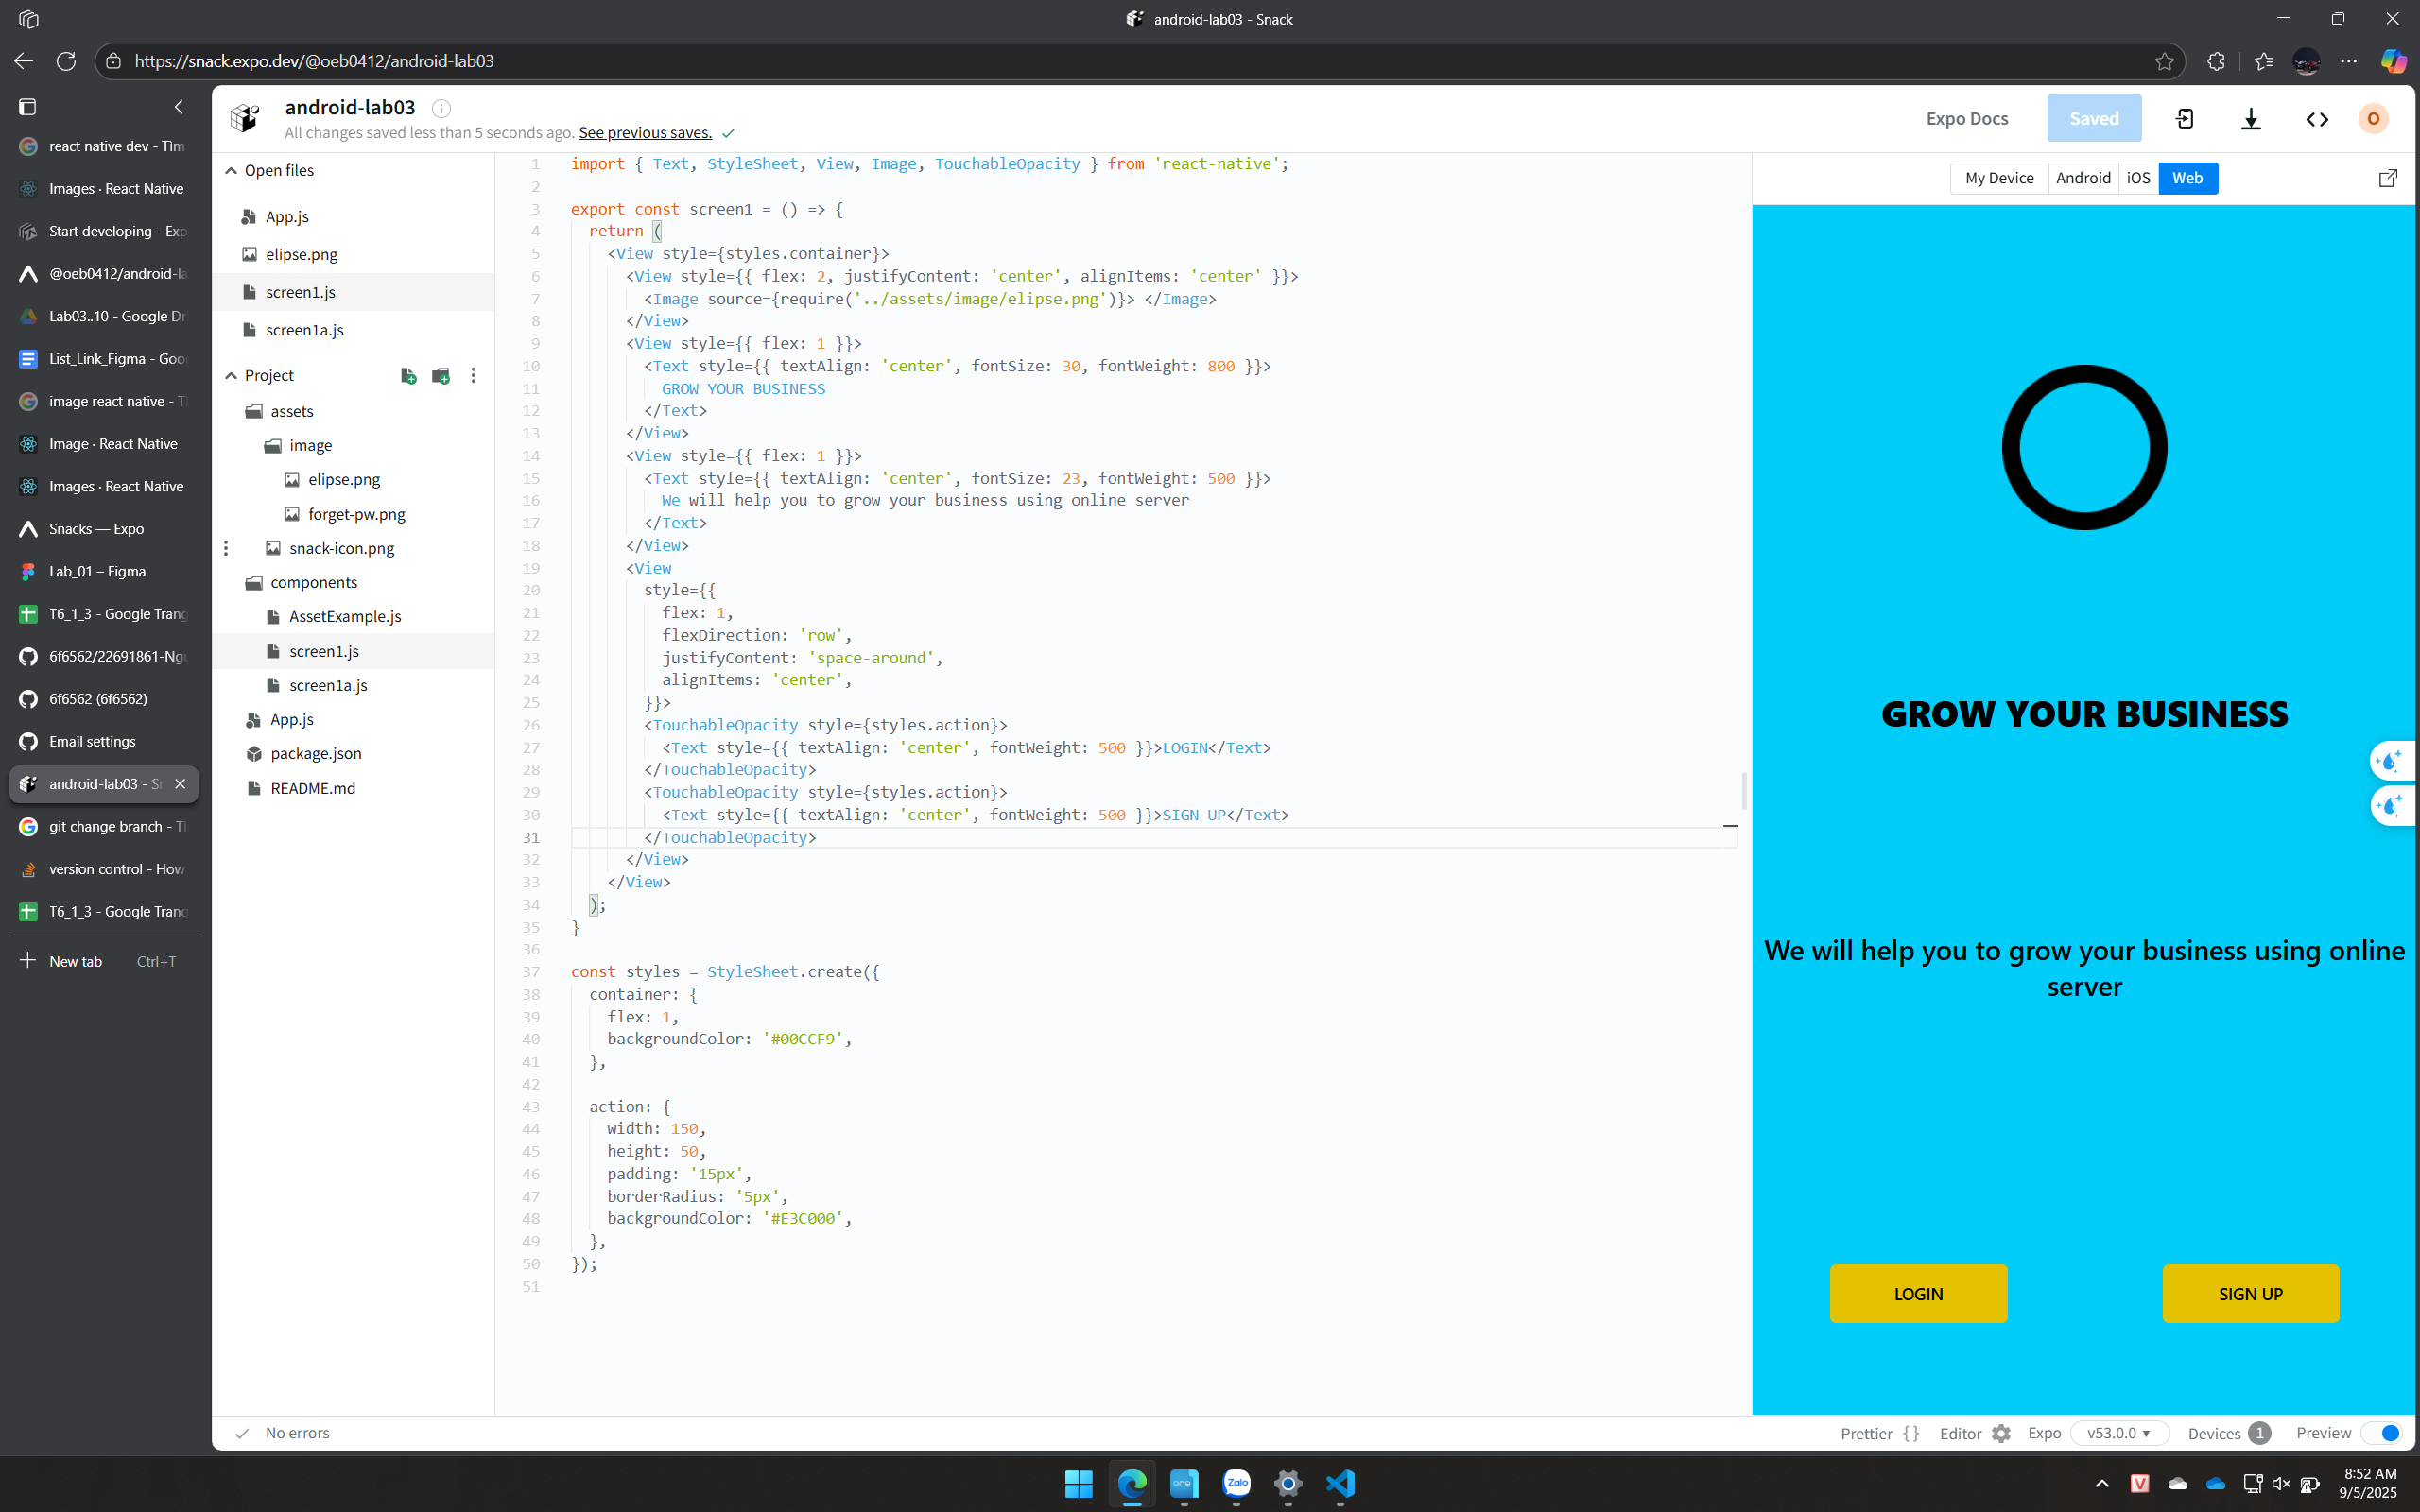 android-lab03 - Snack
https://snack.expo.dev/@oeb0412/android-lab03
react native dev - Tìm
Images · React Native
Start developing - Exp
@oeb0412/android-la
Lab03..10 - Google Dr
List_Link_Figma - Goo
image react native - T
Image · React Native
Images · React Native
Snacks — Expo
Lab_01 – Figma
T6_1_3 - Google Trang
6f6562/22691861-Ngu
6f6562 (6f6562)
Email settings
android-lab03 - Sn
git change branch - Tì
version control - How
T6_1_3 - Google Trang
New tab Ctrl+T
android-lab03
All changes saved less than 5 seconds ago. See previous saves.
Expo Docs
Saved
O
Open files
App.js
elipse.png
screen1.js
screen1a.js
Project
assets
image
elipse.png
forget-pw.png
snack-icon.png
components
AssetExample.js
screen1.js
screen1a.js
App.js
package.json
README.md
1 import { Text, StyleSheet, View, Image, TouchableOpacity } from 'react-native';
2
3 export const screen1 = () => {
4 return (
5 <View style={styles.container}>
6 <View style={{ flex: 2, justifyContent: 'center', alignItems: 'center' }}>
7 <Image source={require('../assets/image/elipse.png')}> </Image>
8 </View>
9 <View style={{ flex: 1 }}>
10 <Text style={{ textAlign: 'center', fontSize: 30, fontWeight: 800 }}>
11 GROW YOUR BUSINESS
12 </Text>
13 </View>
14 <View style={{ flex: 1 }}>
15 <Text style={{ textAlign: 'center', fontSize: 23, fontWeight: 500 }}>
16 We will help you to grow your business using online server
17 </Text>
18 </View>
19 <View
20 style={{
21 flex: 1,
22 flexDirection: 'row',
23 justifyContent: 'space-around',
24 alignItems: 'center',
25 }}>
26 <TouchableOpacity style={styles.action}>
27 <Text style={{ textAlign: 'center', fontWeight: 500 }}>LOGIN</Text>
28 </TouchableOpacity>
29 <TouchableOpacity style={styles.action}>
30 <Text style={{ textAlign: 'center', fontWeight: 500 }}>SIGN UP</Text>
31 </TouchableOpacity>
32 </View>
33 </View>
34 );
35 }
36
37 const styles = StyleSheet.create({
38 container: {
39 flex: 1,
40 backgroundColor: '#00CCF9',
41 },
42
43 action: {
44 width: 150,
45 height: 50,
46 padding: '15px',
47 borderRadius: '5px',
48 backgroundColor: '#E3C000',
49 },
50 });
51
My Device Android iOS Web
GROW YOUR BUSINESS
We will help you to grow your business using online
server
LOGIN
SIGN UP
No errors
Prettier {} Editor Expo v53.0.0 Devices 1 Preview
one
Zalo
V
8:52 AM
9/5/2025